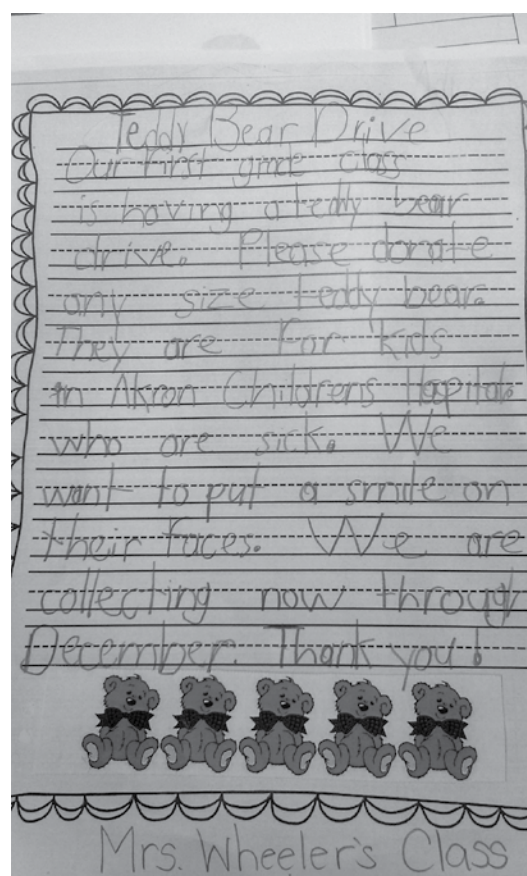 Teddy Bear Drive
Our first grade class
is having a teddy bear
drive. Please donate
any size teddy bear.
They are for kids
in Akron Childrens Hopital.
who are sick. We
want to put a smile on
their faces. We are
collecting now through
December. Thank you!
Mrs. Wheeler's Class